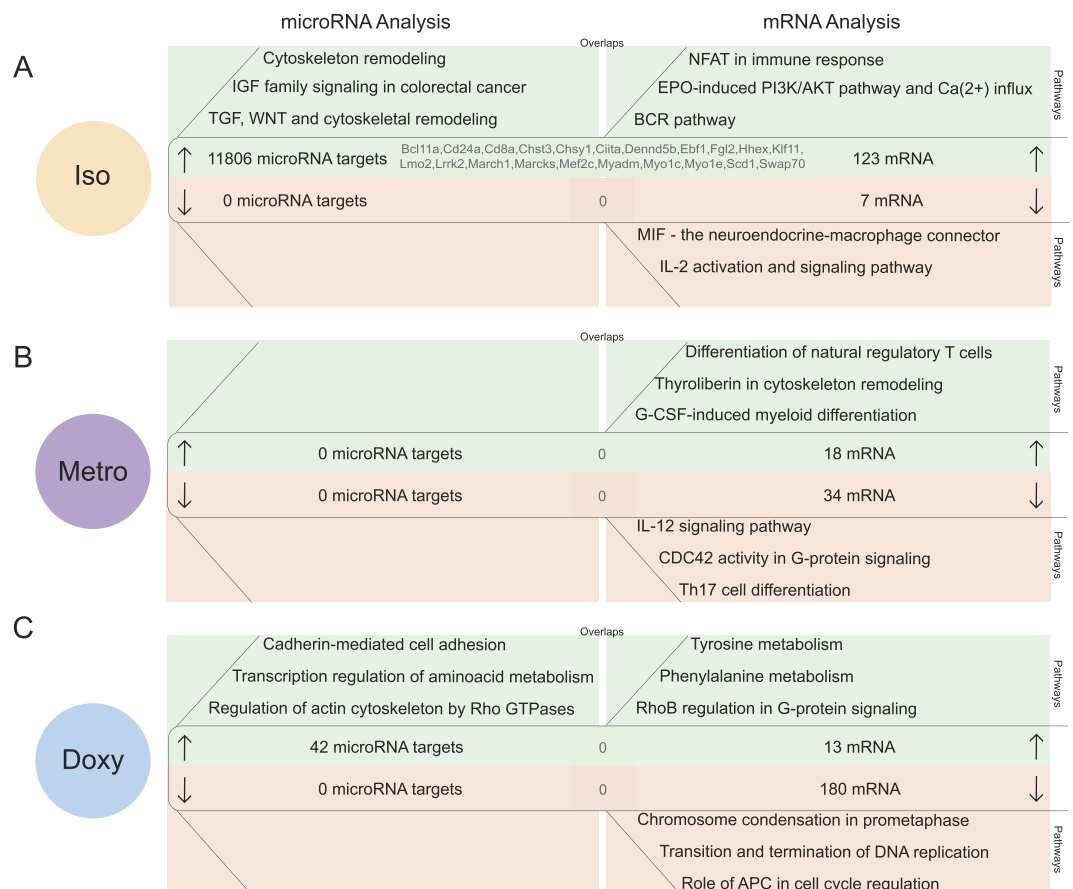 microRNA Analysis
mRNA Analysis
A
Overlaps
Cytoskeleton remodeling
NFAT in immune response
IGF family signaling in colorectal cancer
EPO-induced PI3K/AKT pathway and Ca(2+) influx
TGF, WNT and cytoskeletal remodeling
BCR pathway
Pathways
Iso
↑
11806 microRNA targets
Bcl11a,Cd24a,Cd8a,Chst3,Chsy1,Ciita,Dennd5b,Ebf1,Fgl2,Hhex,Klf11,
Lmo2,Lrrk2,March1,Marcks,Mef2c,Myadm,Myo1c,Myo1e,Scd1,Swap70
123 mRNA
↑
↓
0 microRNA targets
0
7 mRNA
↓
MIF - the neuroendocrine-macrophage connector
IL-2 activation and signaling pathway
Pathways
B
Overlaps
Differentiation of natural regulatory T cells
Thyroliberin in cytoskeleton remodeling
G-CSF-induced myeloid differentiation
Pathways
Metro
↑
0 microRNA targets
0
18 mRNA
↑
↓
0 microRNA targets
0
34 mRNA
↓
IL-12 signaling pathway
CDC42 activity in G-protein signaling
Th17 cell differentiation
Pathways
C
Overlaps
Cadherin-mediated cell adhesion
Tyrosine metabolism
Transcription regulation of aminoacid metabolism
Phenylalanine metabolism
Regulation of actin cytoskeleton by Rho GTPases
RhoB regulation in G-protein signaling
Pathways
Doxy
↑
42 microRNA targets
0
13 mRNA
↑
↓
0 microRNA targets
0
180 mRNA
↓
Chromosome condensation in prometaphase
Transition and termination of DNA replication
Role of APC in cell cycle regulation
Pathways